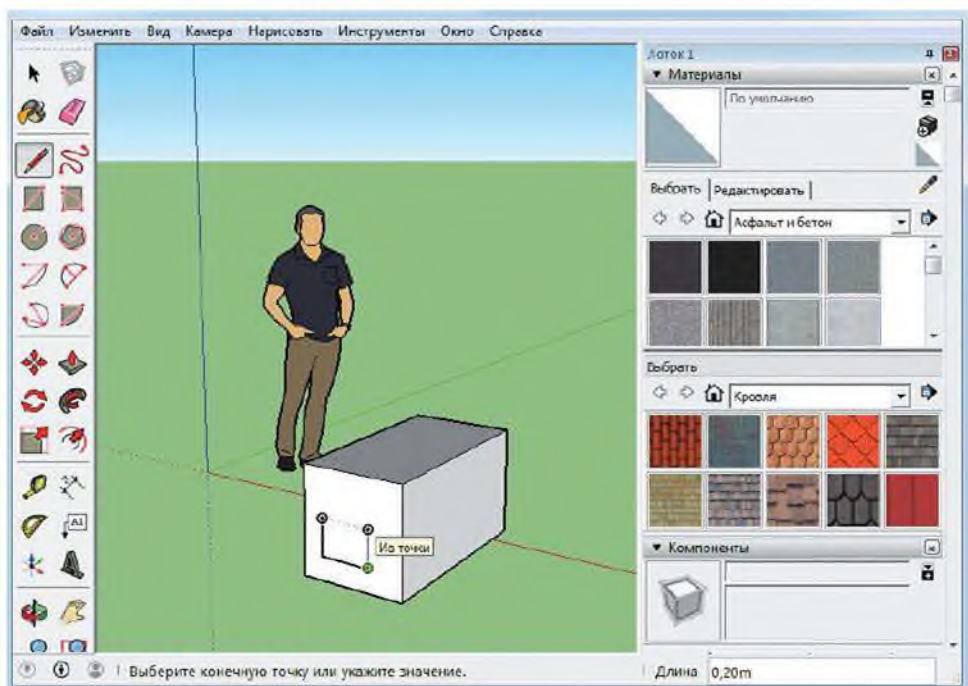 Файл Изменить Вид Камера Нарисовать Инструменты Окно Справка
Лоток 1
Материалы
По умолчанию
Выбрать Редактировать
Асфальт и бетон
Выбрать
Кровля
A1
Из точки
Компоненты
Выберите конечную точку или укажите значение.
Длина 0,20m